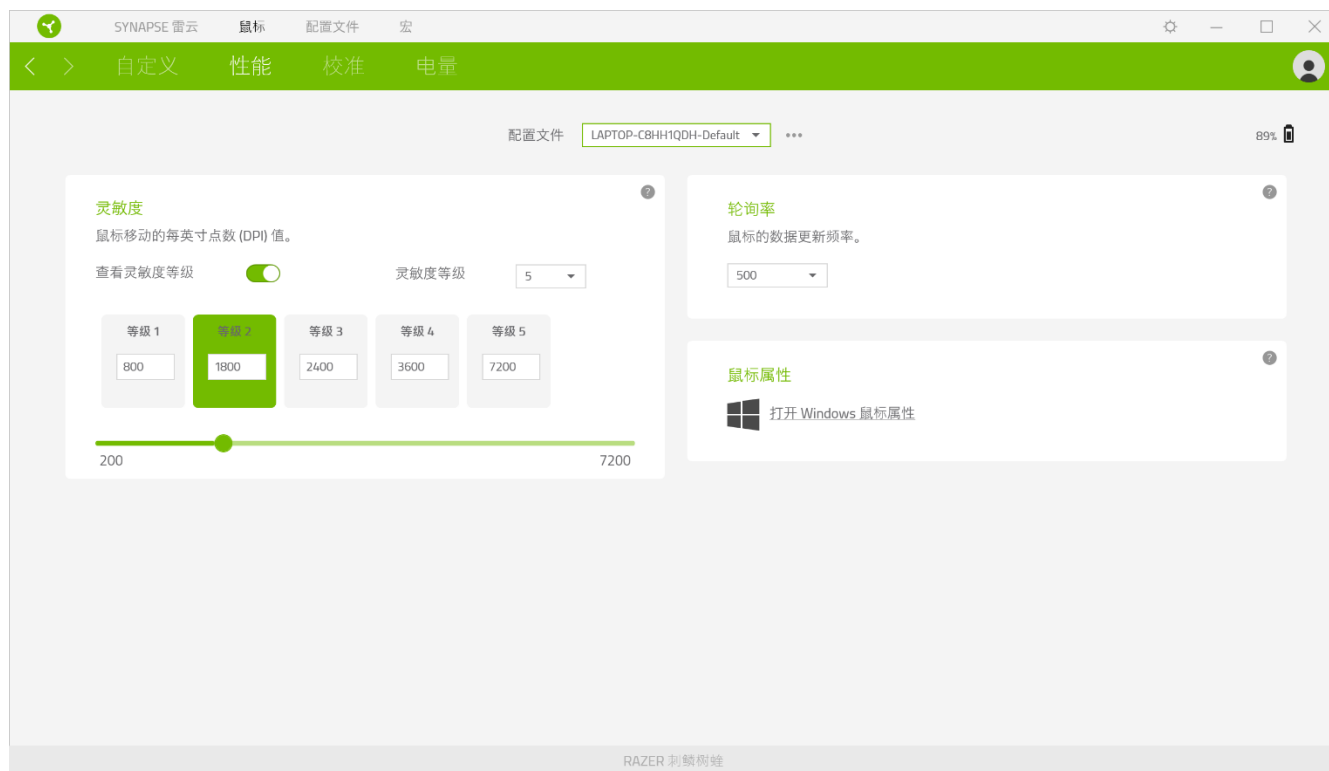 SYNAPSE 雷云 鼠标 配置文件 宏
自定义 性能 校准 电量
配置文件 LAPTOP-C8HH1QDH-Default 89%
灵敏度
鼠标移动的每英寸点数 (DPI) 值。
查看灵敏度等级 灵敏度等级 5
等级 1 等级 2 等级 3 等级 4 等级 5
800 1800 2400 3600 7200
200 7200
轮询率
鼠标的数据更新频率。
500
鼠标属性
打开 Windows 鼠标属性
RAZER 刺鳞树蝰